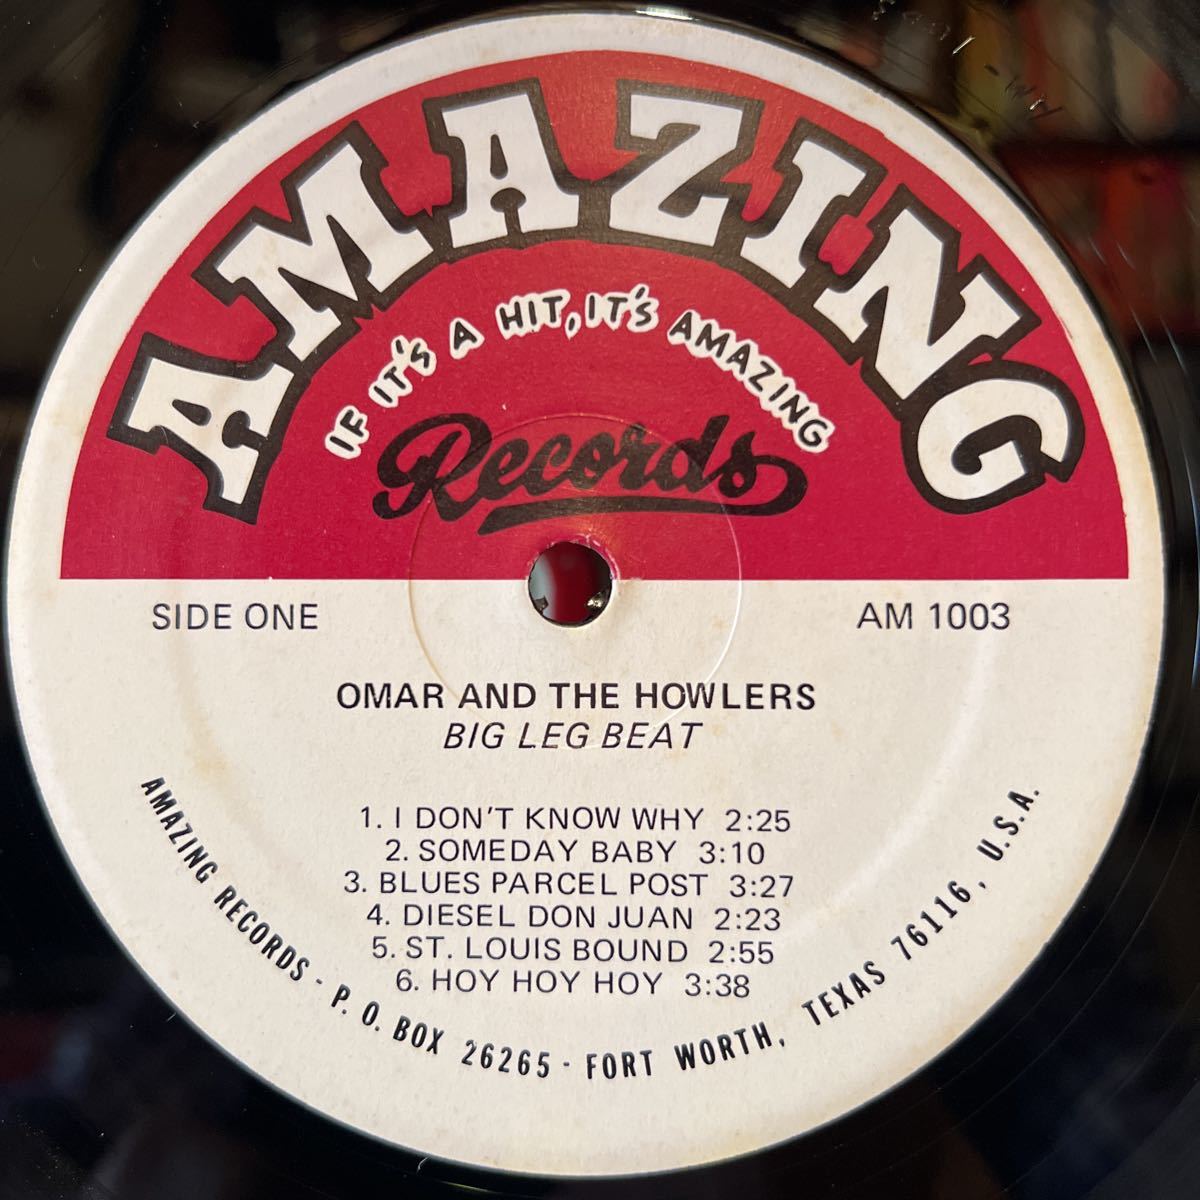 AMAZING
IF IT'S A HIT, IT'S AMAZING
Records
SIDE ONE
AM 1003
OMAR AND THE HOWLERS
BIG LEG BEAT
1. I DON'T KNOW WHY 2:25
2. SOMEDAY BABY 3:10
3. BLUES PARCEL POST 3:27
4. DIESEL DON JUAN 2:23
5. ST. LOUIS BOUND 2:55
6. HOY HOY HOY 3:38
AMAZING RECORDS - P. O. BOX 26265 - FORT WORTH, TEXAS 76116, U.S.A.